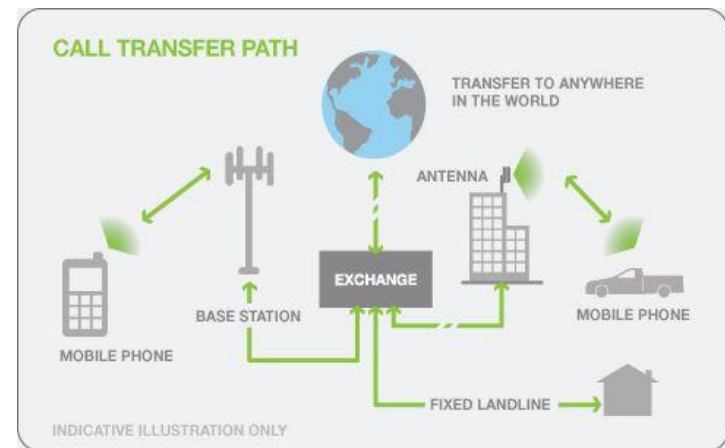 CALL TRANSFER PATH
TRANSFER TO ANYWHERE
IN THE WORLD
ANTENNA
EXCHANGE
BASE STATION
MOBILE PHONE
MOBILE PHONE
FIXED LANDLINE
INDICATIVE ILLUSTRATION ONLY